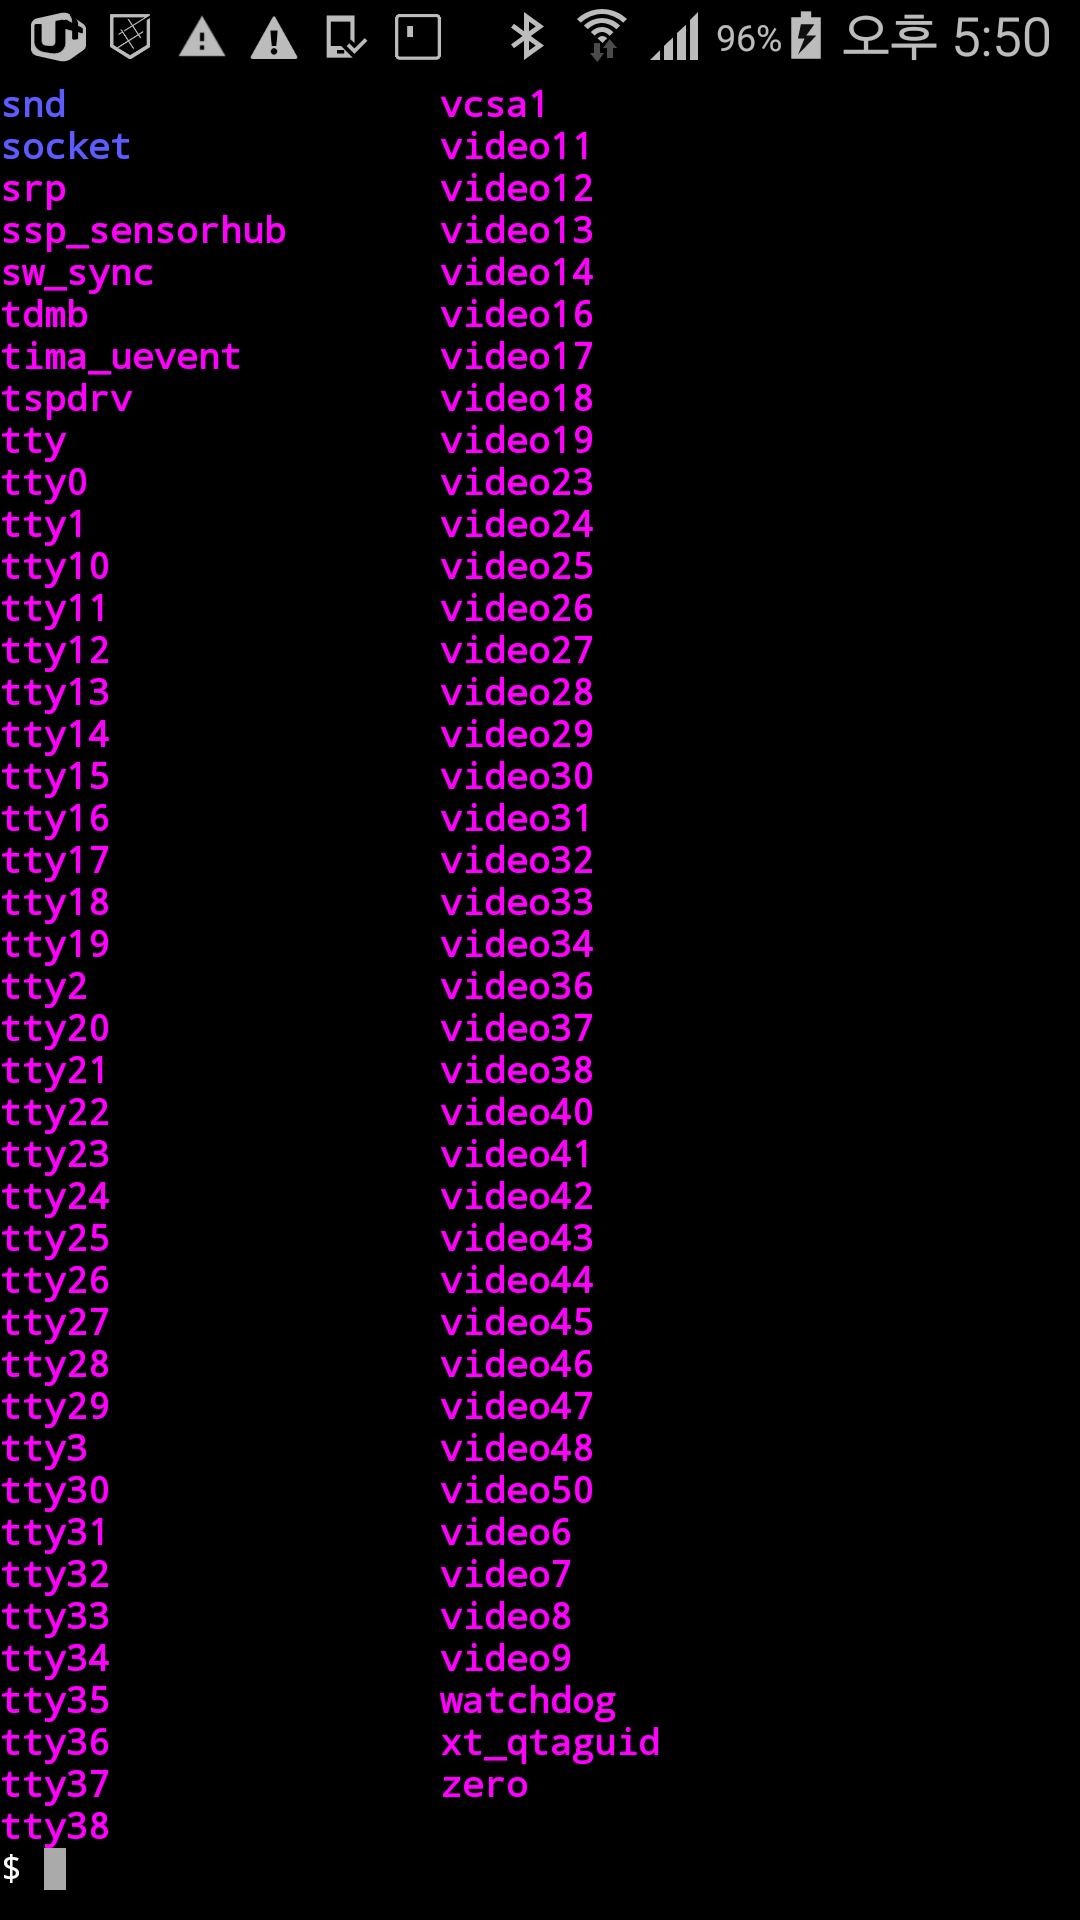 96% 오후 5:50
snd vcsa1
socket video11
srp video12
ssp_sensorhub video13
sw_sync video14
tdmb video16
tima_uevent video17
tspdrv video18
tty video19
tty0 video23
tty1 video24
tty10 video25
tty11 video26
tty12 video27
tty13 video28
tty14 video29
tty15 video30
tty16 video31
tty17 video32
tty18 video33
tty19 video34
tty2 video36
tty20 video37
tty21 video38
tty22 video40
tty23 video41
tty24 video42
tty25 video43
tty26 video44
tty27 video45
tty28 video46
tty29 video47
tty3 video48
tty30 video50
tty31 video6
tty32 video7
tty33 video8
tty34 video9
tty35 watchdog
tty36 xt_qtaguid
tty37 zero
tty38
$